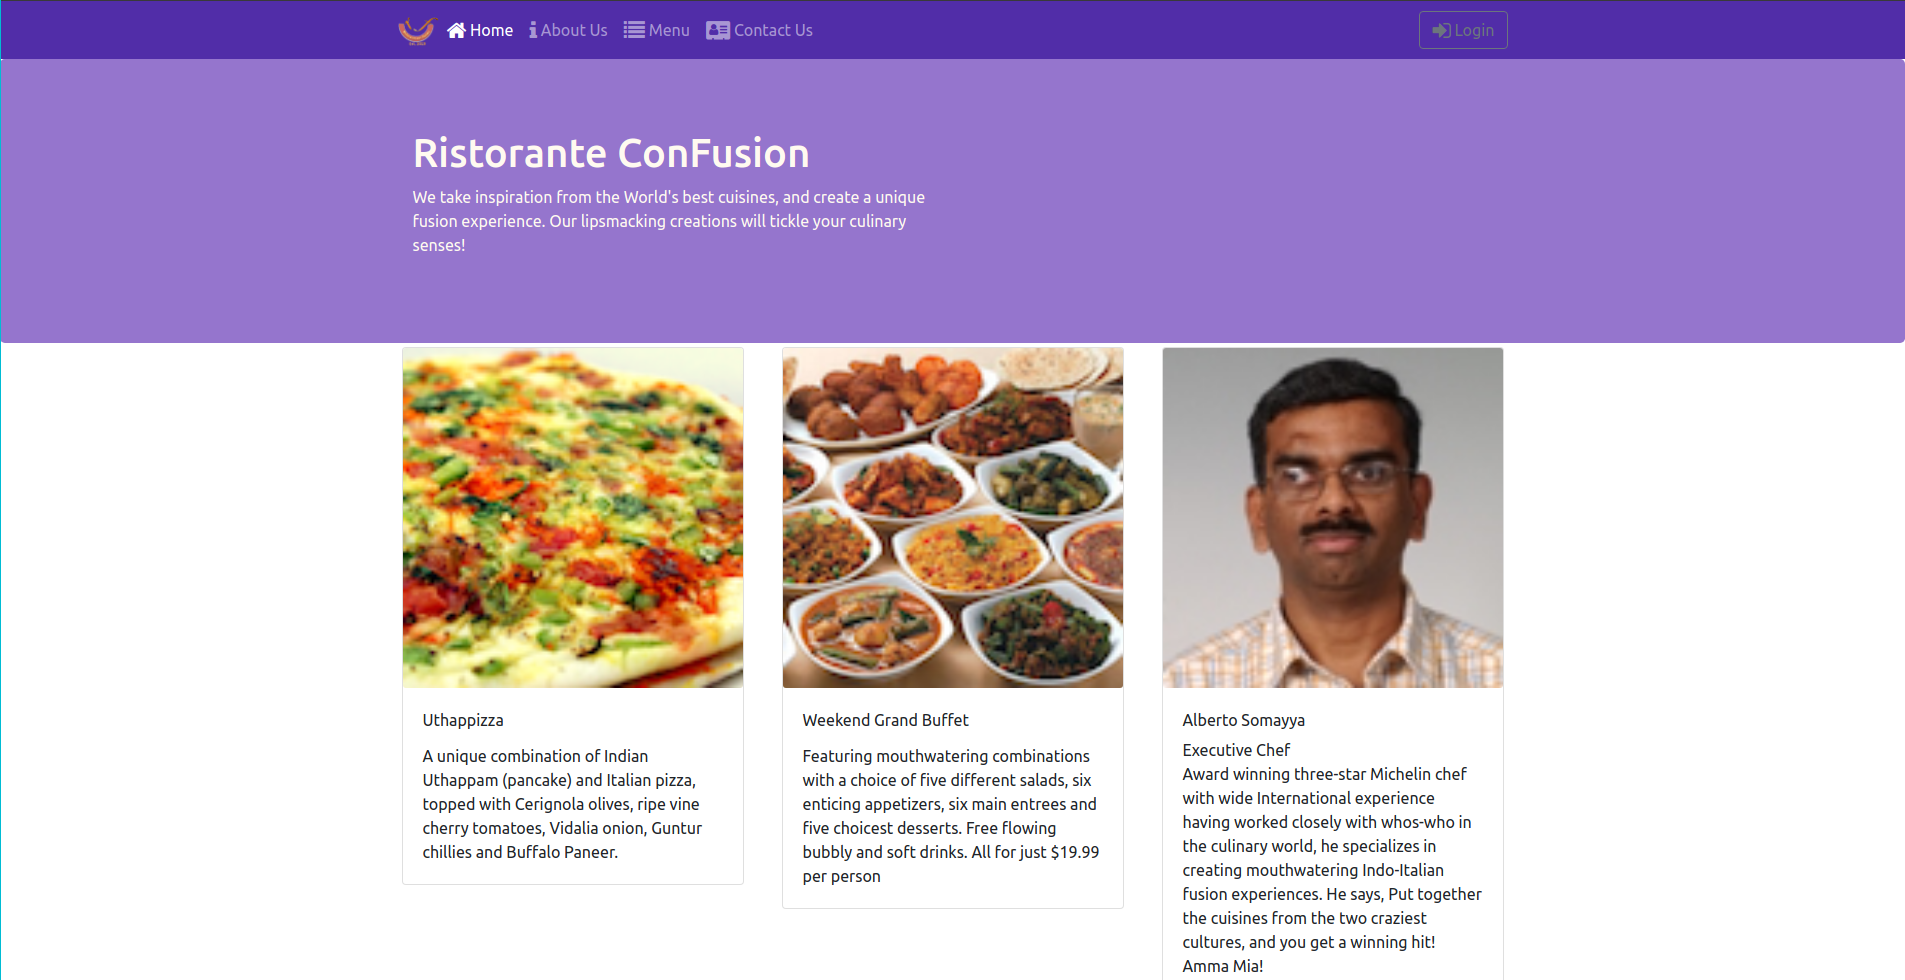 Home About Us Menu Contact Us Login
Ristorante ConFusion
We take inspiration from the World's best cuisines, and create a unique
fusion experience. Our lipsmacking creations will tickle your culinary
senses!
Uthappizza
A unique combination of Indian
Uthappam (pancake) and Italian pizza,
topped with Cerignola olives, ripe vine
cherry tomatoes, Vidalia onion, Guntur
chillies and Buffalo Paneer.
Weekend Grand Buffet
Featuring mouthwatering combinations
with a choice of five different salads, six
enticing appetizers, six main entrees and
five choicest desserts. Free flowing
bubbly and soft drinks. All for just $19.99
per person
Alberto Somayya
Executive Chef
Award winning three-star Michelin chef
with wide International experience
having worked closely with whos-who in
the culinary world, he specializes in
creating mouthwatering Indo-Italian
fusion experiences. He says, Put together
the cuisines from the two craziest
cultures, and you get a winning hit!
Amma Mia!